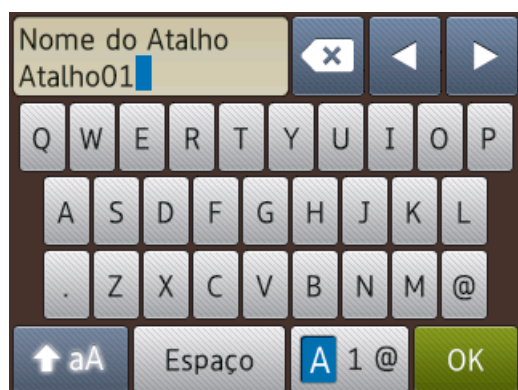 Nome do Atalho
Atalho01
Q W E R T Y U I O P
A S D F G H J K L
. Z X C V B N M @
aA Espaço A 1 @ OK